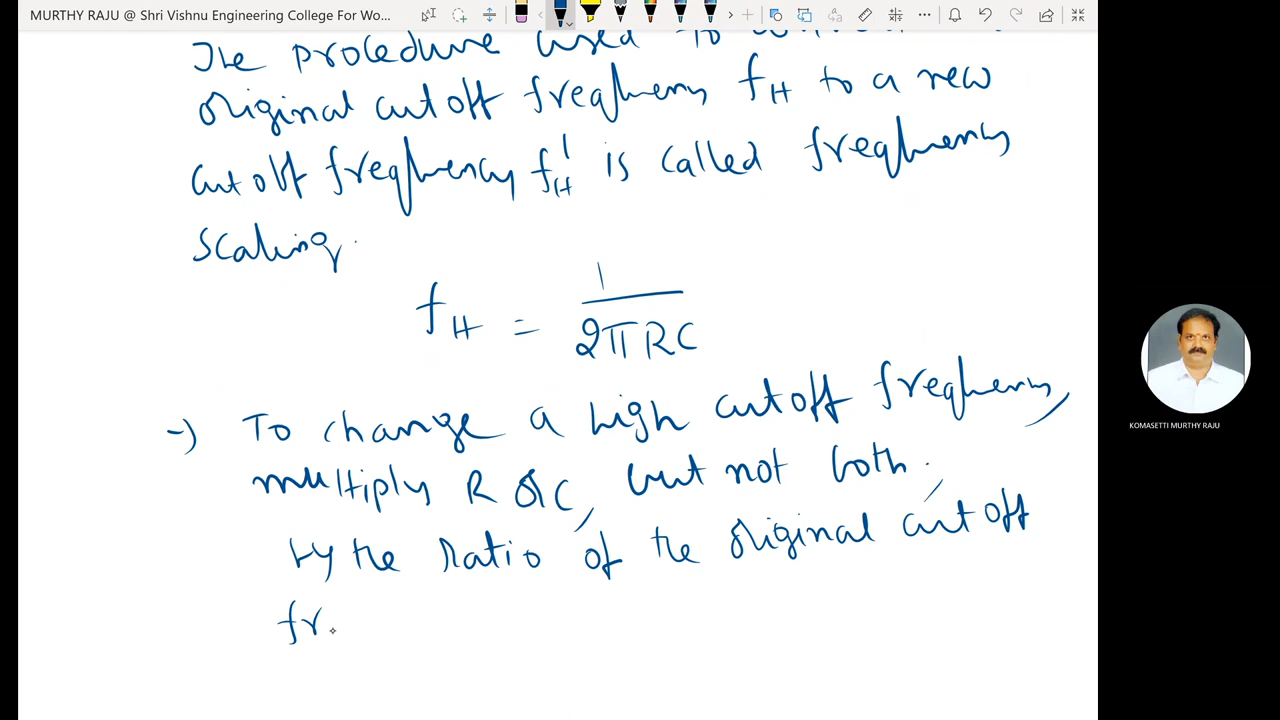 MURTHY RAJU @ Shri Vishnu Engineering College For Wo...
The procedure used to
original cutoff frequency fH to a new
cutoff frequency fH' is called frequency
scaling.
fH = 1 / 2πRC
KOMASETTI MURTHY RAJU
-) To change a high cutoff frequency,
multiply R or C, but not both,
by the ratio of the original cutoff
fr